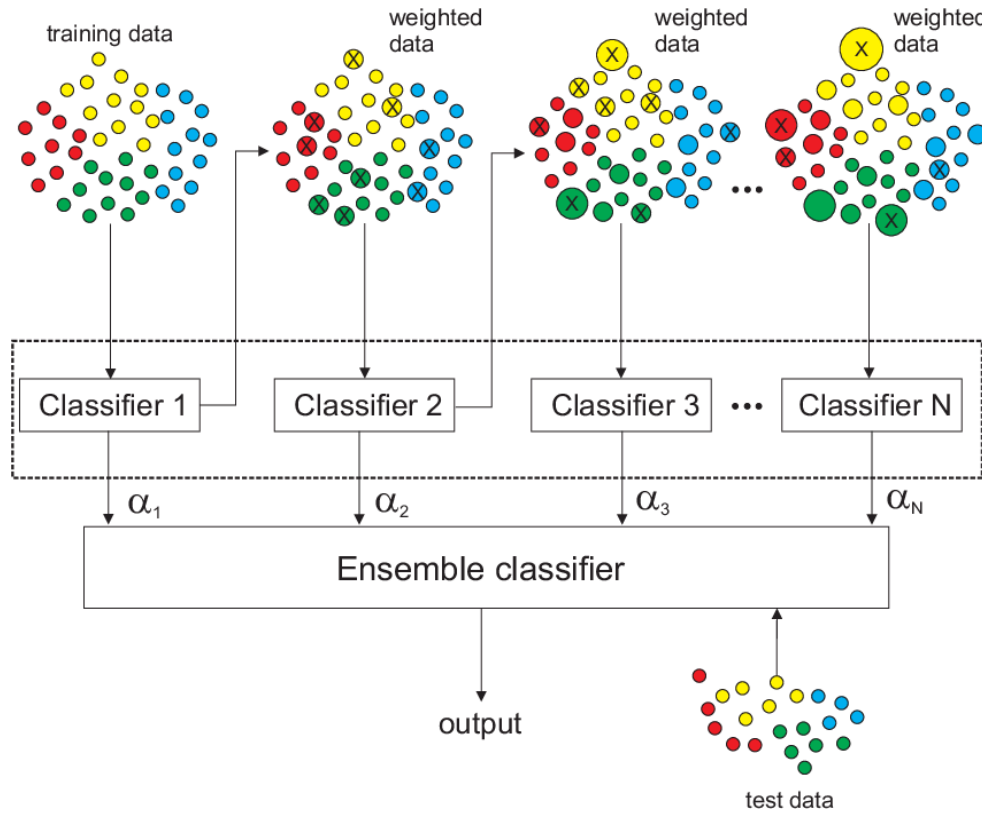 training data
weighted
data
weighted
data
weighted
data
X X X X X X X X
X X X X X X X X
X X X X X
Classifier 1
Classifier 2
Classifier 3
•••
Classifier N
α1
α2
α3
αN
Ensemble classifier
output
test data